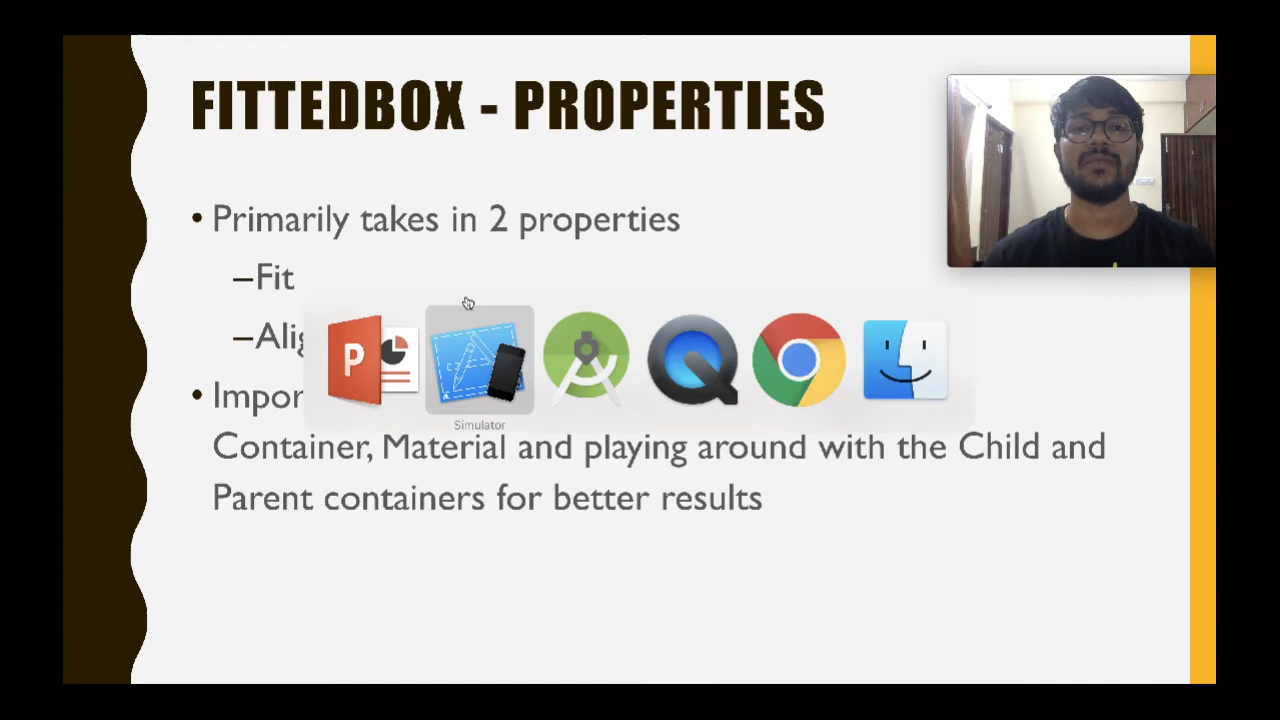 FITTEDBOX - PROPERTIES
• Primarily takes in 2 properties
–Fit
–Alig
• Impor
Simulator
Container, Material and playing around with the Child and
Parent containers for better results